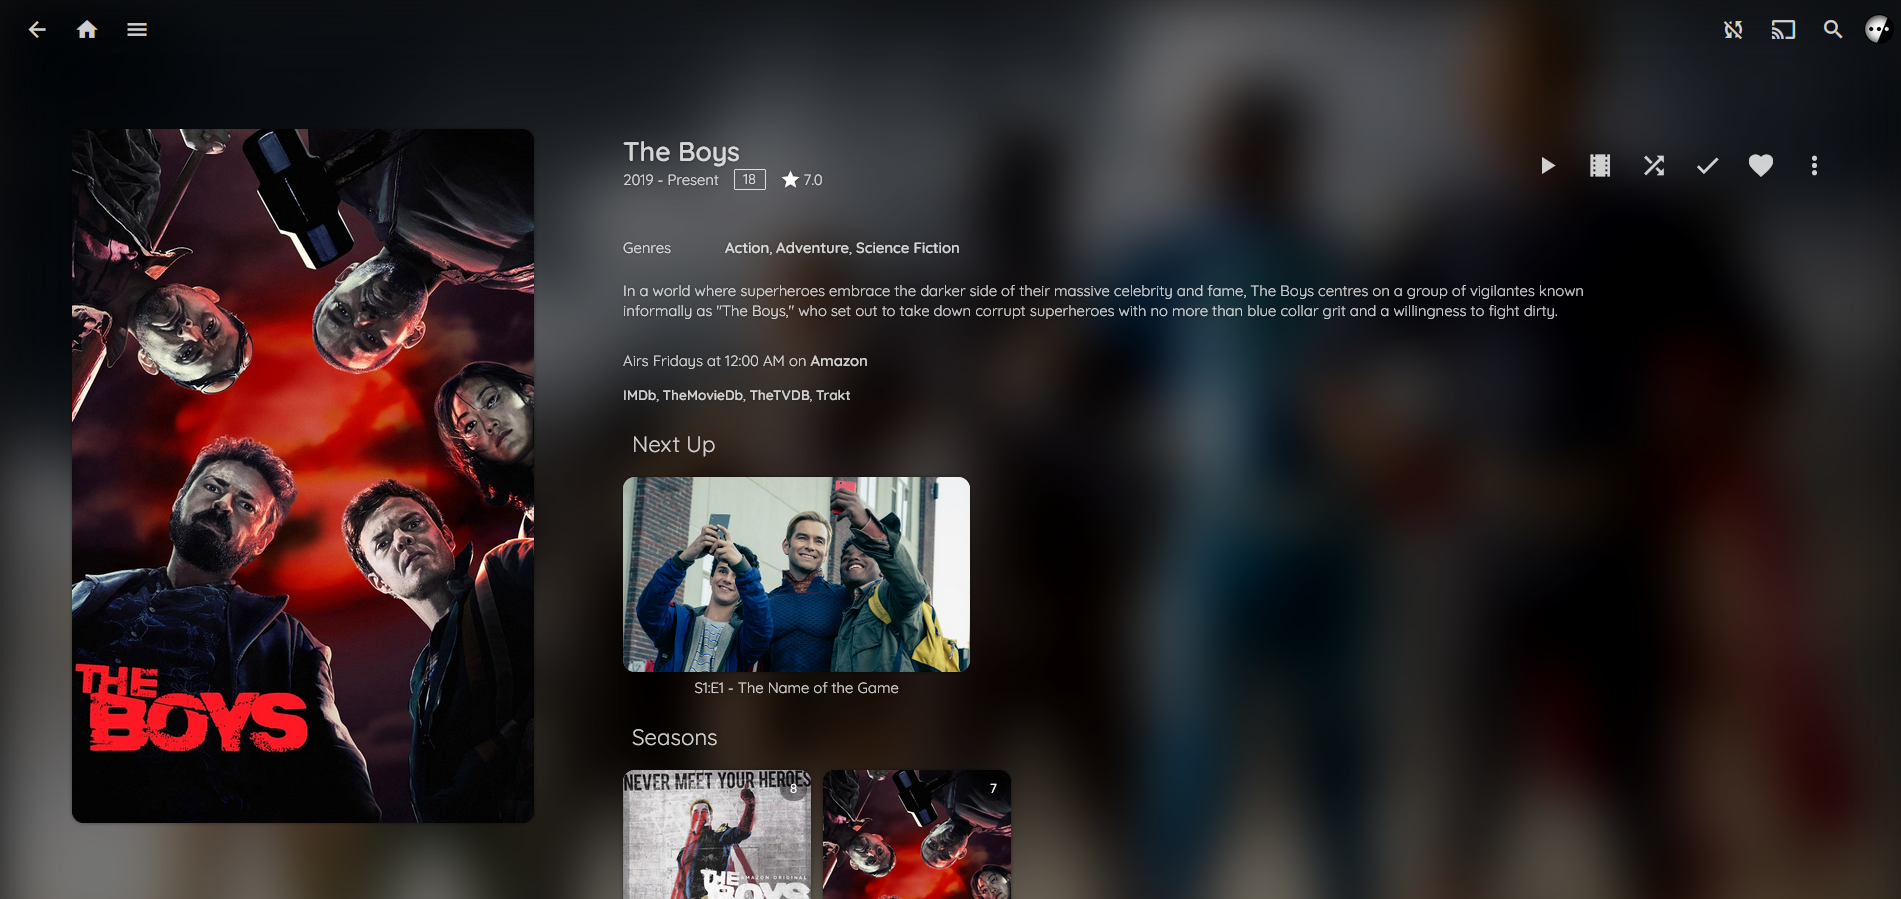 The Boys
2019 - Present 18 7.0
Genres Action, Adventure, Science Fiction
In a world where superheroes embrace the darker side of their massive celebrity and fame, The Boys centres on a group of vigilantes known
informally as "The Boys," who set out to take down corrupt superheroes with no more than blue collar grit and a willingness to fight dirty.
Airs Fridays at 12:00 AM on Amazon
IMDb, TheMovieDb, TheTVDB, Trakt
Next Up
S1:E1 - The Name of the Game
THE
BOYS
Seasons
NEVER MEET YOUR HEROES
8
7
AMAZON ORIGINAL
THE
BOYS